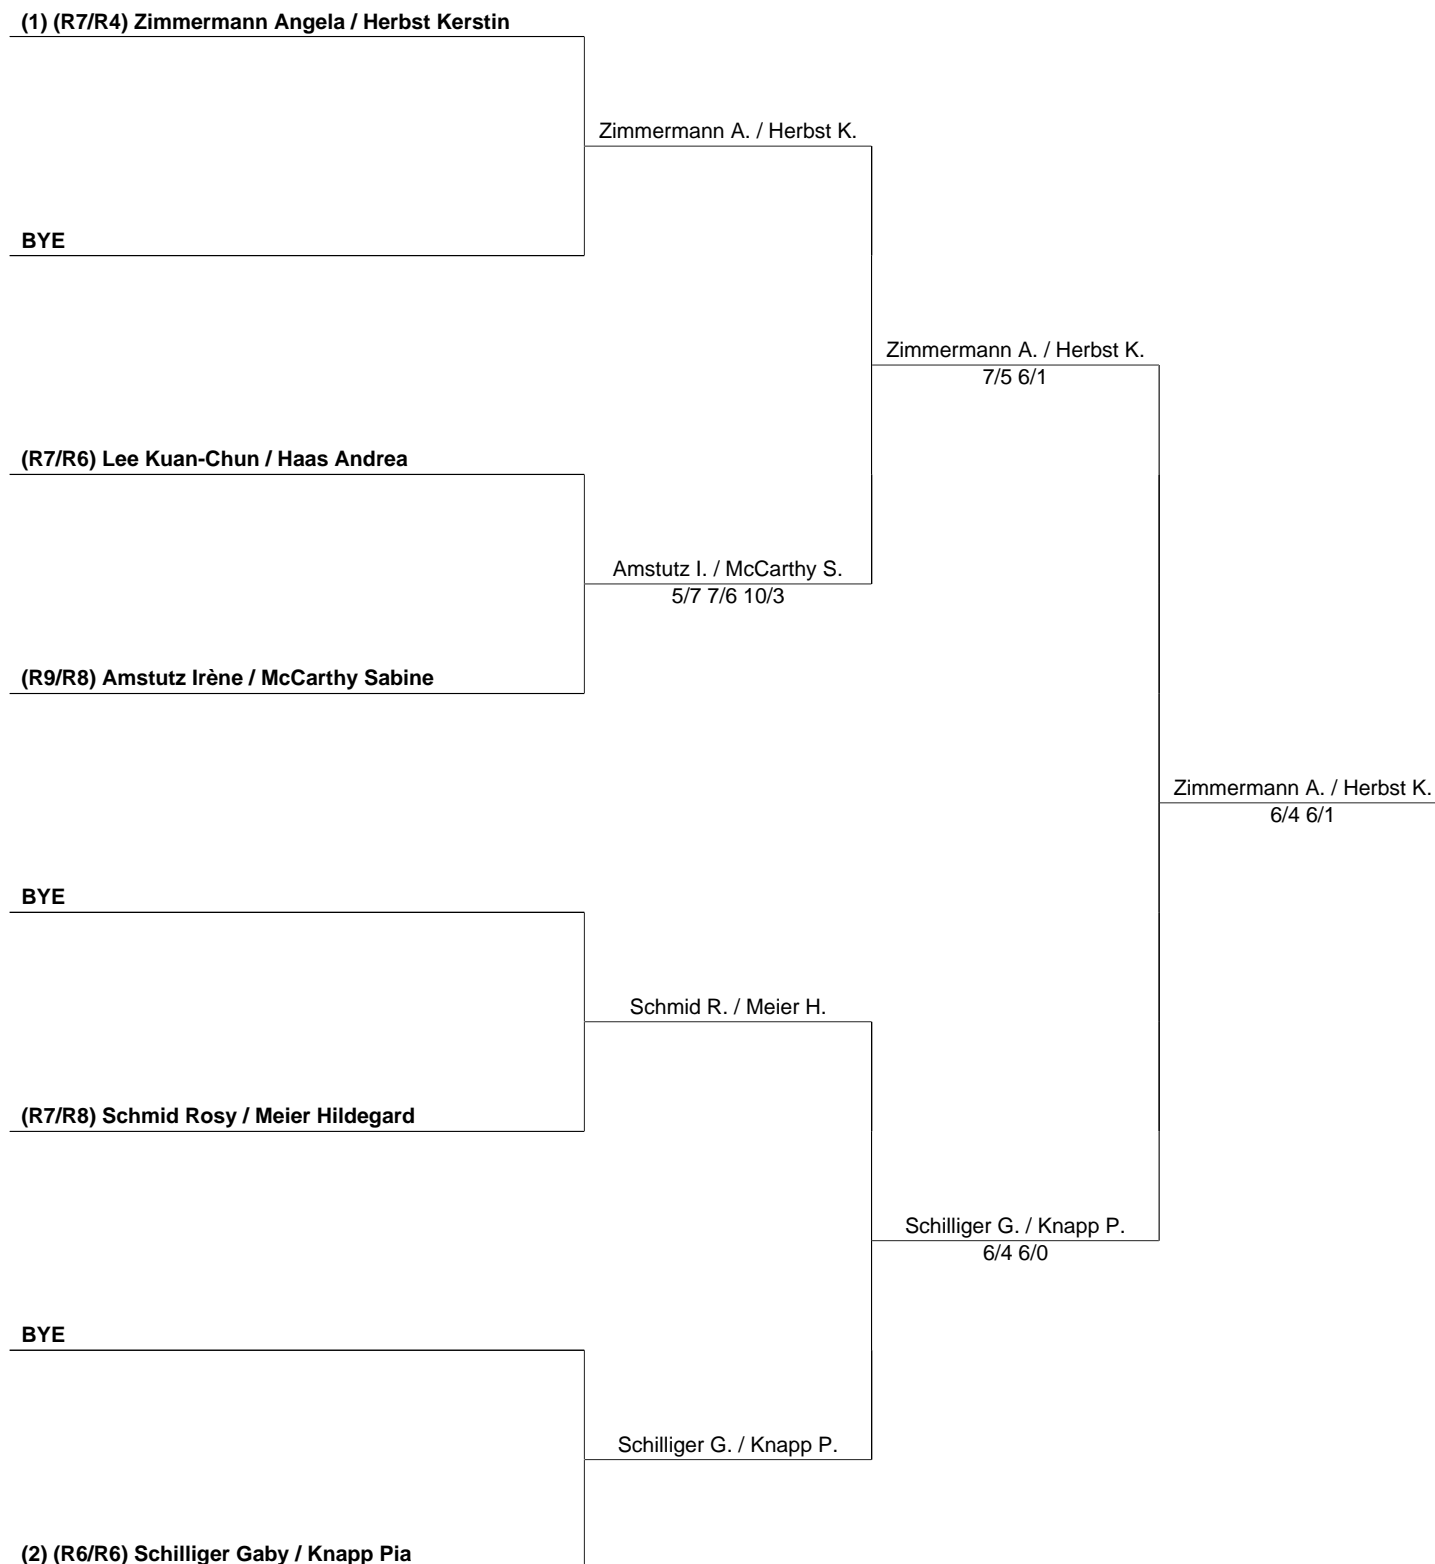 (1) (R7/R4) Zimmermann Angela / Herbst Kerstin
Zimmermann A. / Herbst K.
BYE
Zimmermann A. / Herbst K.
7/5 6/1
(R7/R6) Lee Kuan-Chun / Haas Andrea
Amstutz I. / McCarthy S.
5/7 7/6 10/3
(R9/R8) Amstutz Irène / McCarthy Sabine
Zimmermann A. / Herbst K.
6/4 6/1
BYE
Schmid R. / Meier H.
(R7/R8) Schmid Rosy / Meier Hildegard
Schilliger G. / Knapp P.
6/4 6/0
BYE
Schilliger G. / Knapp P.
(2) (R6/R6) Schilliger Gaby / Knapp Pia